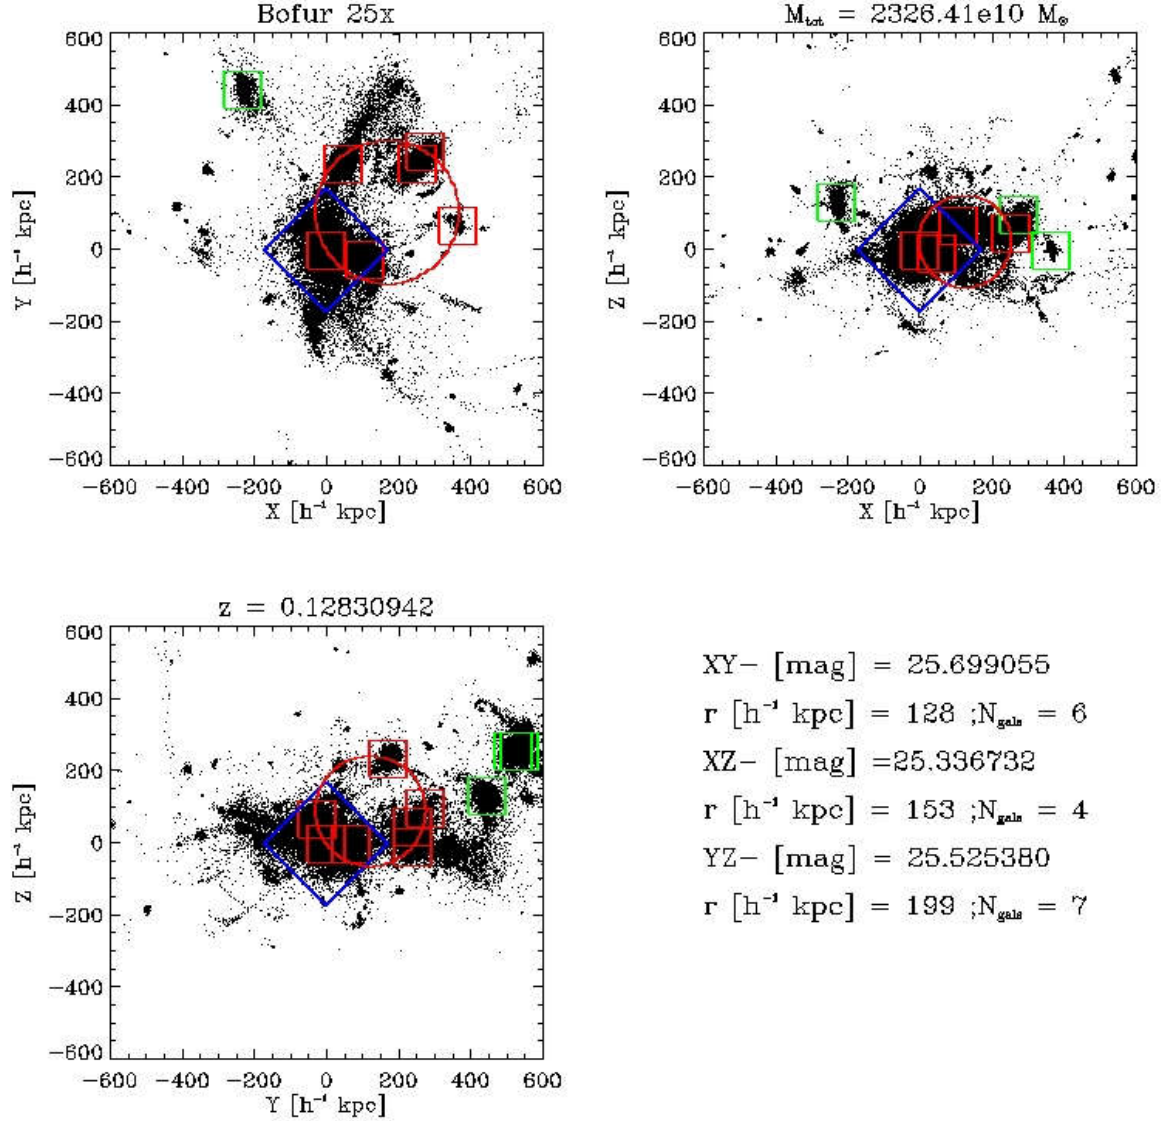 Bofur 25x
M_tot = 2326.41e10 M_⊙
600
400
200
0
−200
−400
−600
Y [h⁻¹ kpc]
−600 −400 −200 0 200 400 600
X [h⁻¹ kpc]
600
400
200
0
−200
−400
−600
Z [h⁻¹ kpc]
−600 −400 −200 0 200 400 600
X [h⁻¹ kpc]
z = 0.12830942
600
400
200
0
−200
−400
−600
Z [h⁻¹ kpc]
−600 −400 −200 0 200 400 600
Y [h⁻¹ kpc]
XY− [mag] = 25.699055
r [h⁻¹ kpc] = 128 ;N_gals = 6
XZ− [mag] =25.336732
r [h⁻¹ kpc] = 153 ;N_gals = 4
YZ− [mag] = 25.525380
r [h⁻¹ kpc] = 199 ;N_gals = 7